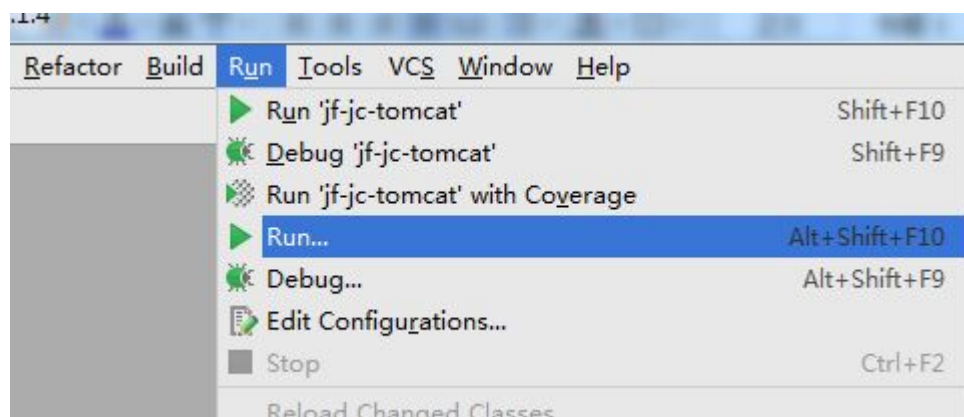 .1.4
Refactor Build Run Tools VCS Window Help
Run 'jf-jc-tomcat' Shift+F10
Debug 'jf-jc-tomcat' Shift+F9
Run 'jf-jc-tomcat' with Coverage
Run... Alt+Shift+F10
Debug... Alt+Shift+F9
Edit Configurations...
Stop Ctrl+F2
Reload Changed Classes